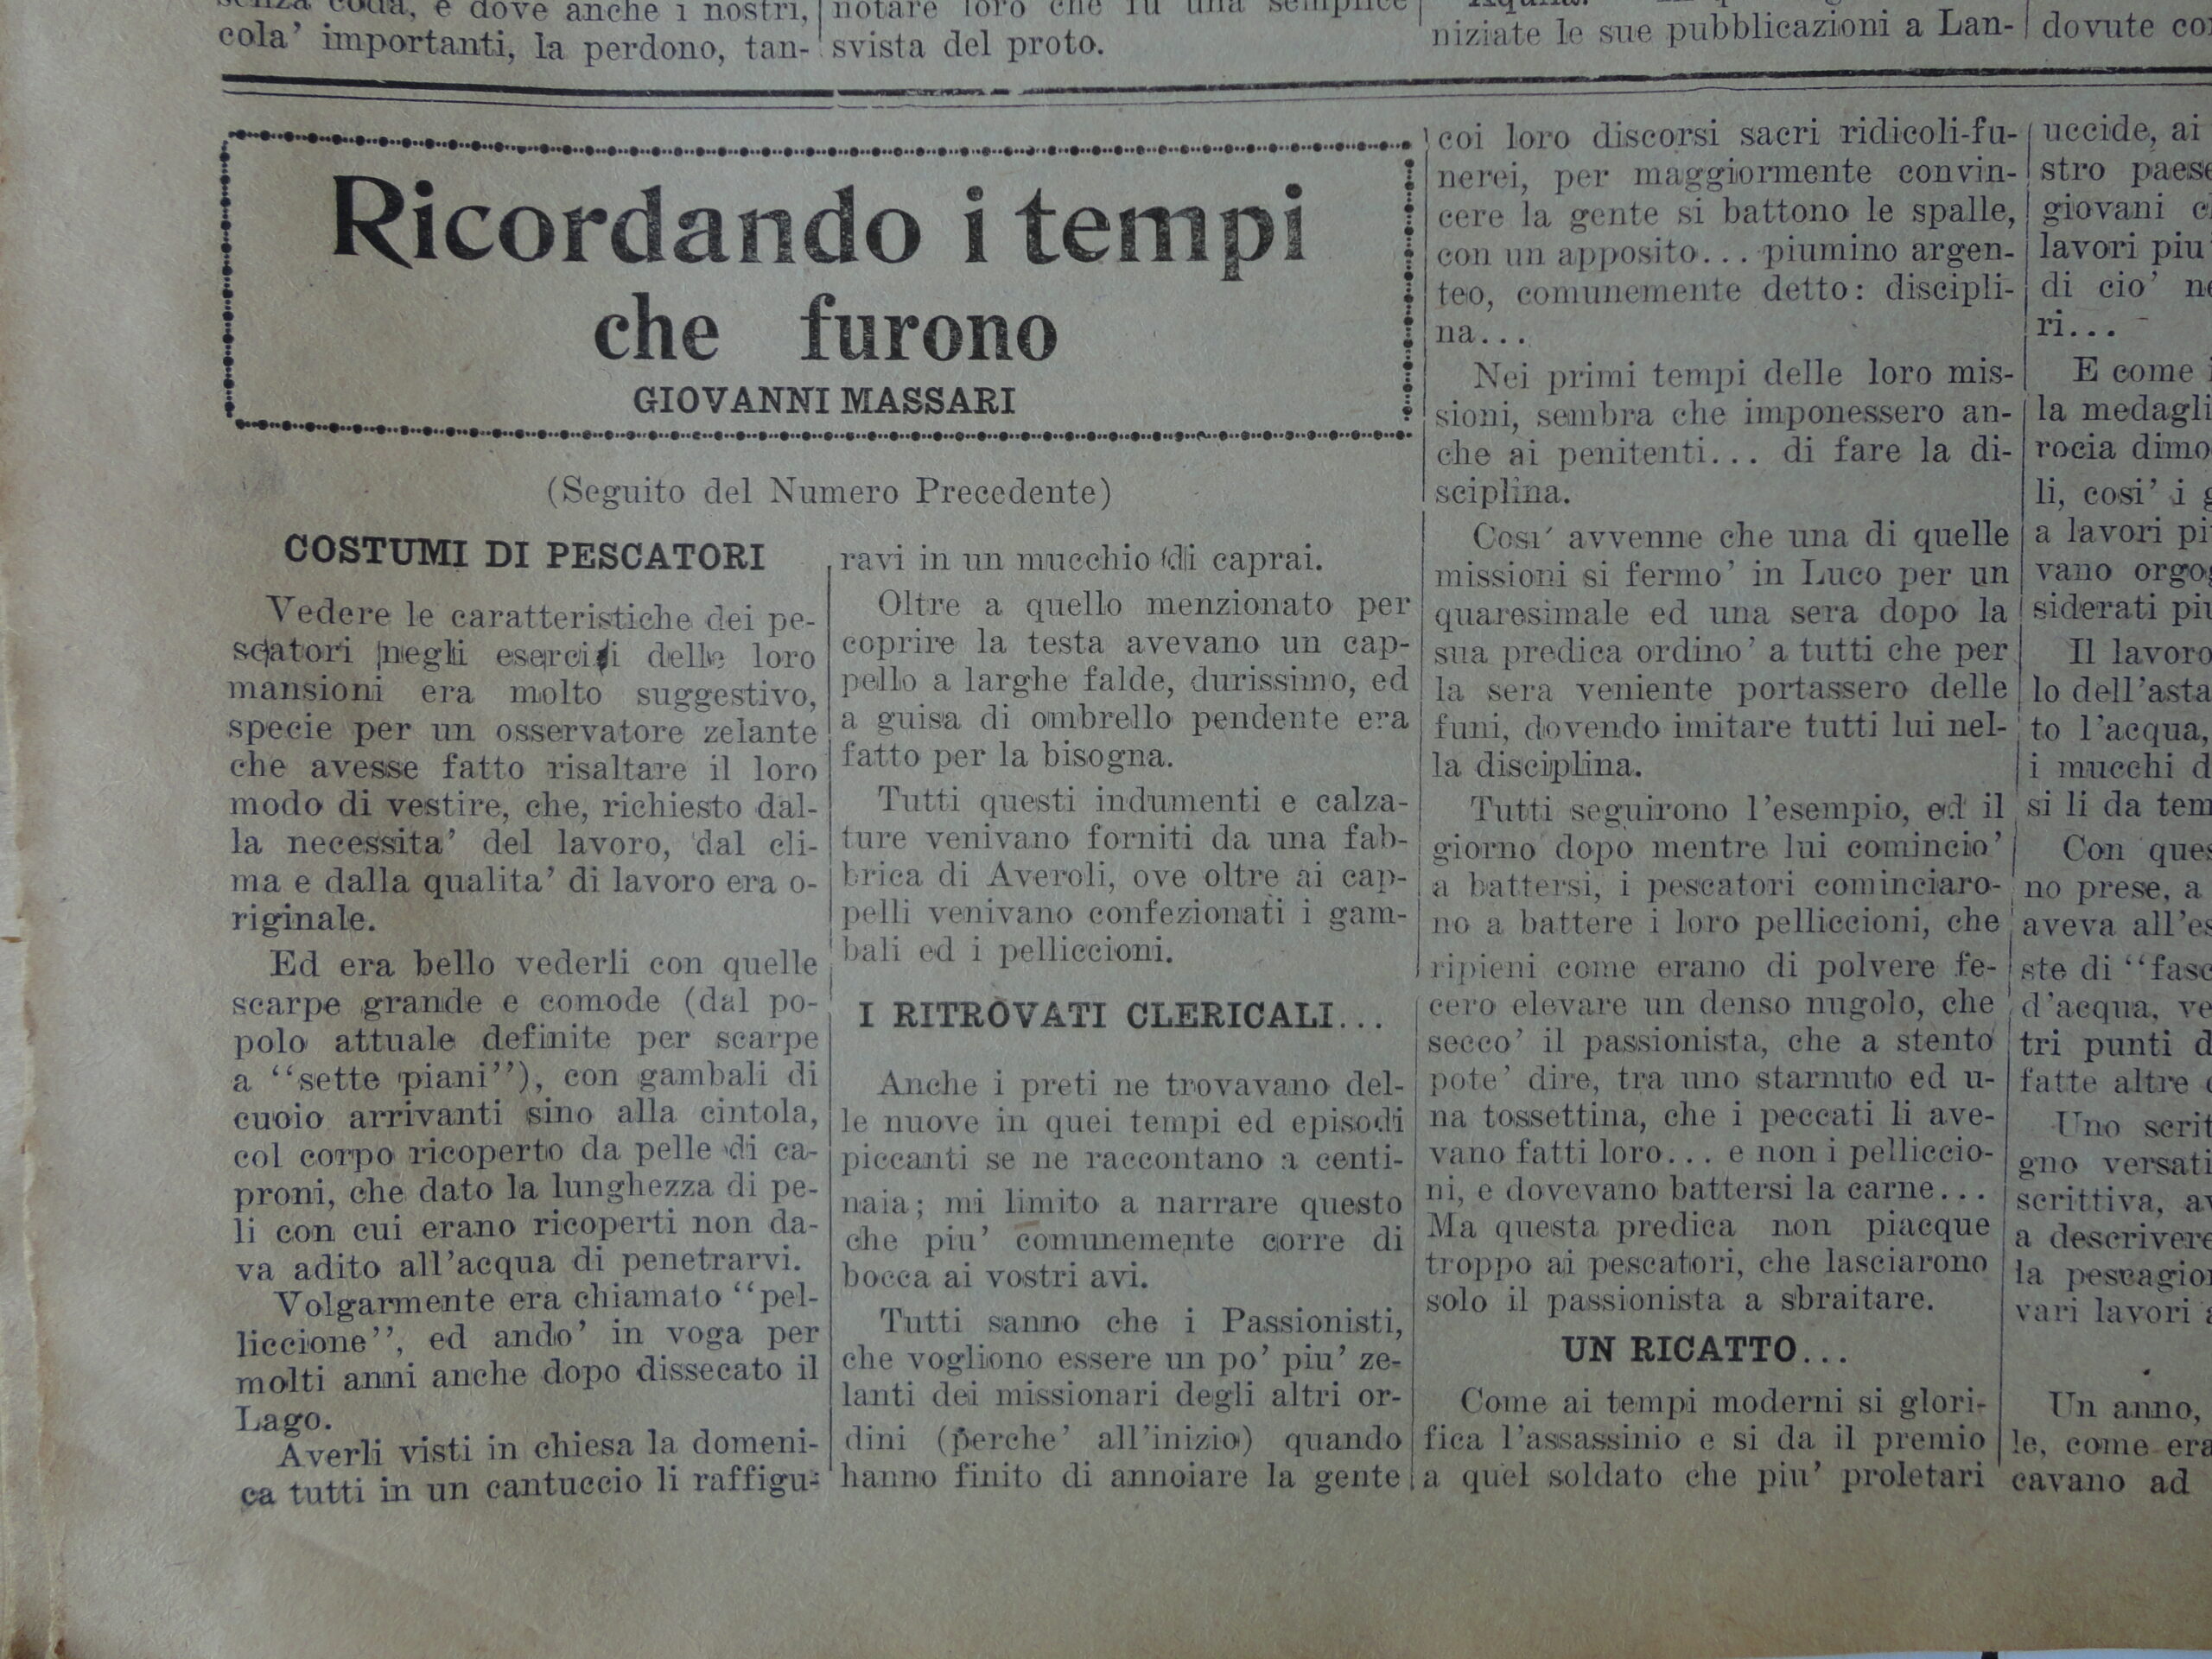 cola' importanti, la perdono, tan-
notare loro che fu una semplice
svista del proto.
niziate le sue pubblicazioni a Lan-
dovute
Ricordando i tempi
che furono
GIOVANNI MASSARI
(Seguito del Numero Precedente)
COSTUMI DI PESCATORI
Vedere le caratteristiche dei pe-
scatori negli esercizi delle loro
mansioni era molto suggestivo,
specie per un osservatore zelante
che avesse fatto risaltare il loro
modo di vestire, che, richiesto dal-
la necessita' del lavoro, dal cli-
ma e dalla qualita' di lavoro era o-
riginale.
Ed era bello vederli con quelle
scarpe grande e comode (dal po-
polo attuale definite per scarpe
a "sette piani"), con gambali di
cuoio arrivanti sino alla cintola,
col corpo ricoperto da pelle di ca-
proni, che dato la lunghezza di pe-
li con cui erano ricoperti non da-
va adito all'acqua di penetrarvi.
Volgarmente era chiamato "pel-
liccione", ed ando' in voga per
molti anni anche dopo dissecato il
Lago.
Averli visti in chiesa la domeni-
ca tutti in un cantuccio li raffigu-
ravi in un mucchio di caprai.
Oltre a quello menzionato per
coprire la testa avevano un cap-
pello a larghe falde, durissimo, ed
a guisa di ombrello pendente era
fatto per la bisogna.
Tutti questi indumenti e calza-
ture venivano forniti da una fab-
brica di Averoli, ove oltre ai cap-
pelli venivano confezionati i gam-
bali ed i pelliccioni.
I RITROVATI CLERICALI...
Anche i preti ne trovavano del-
le nuove in quei tempi ed episodi
piccanti se ne raccontano a centi-
naia; mi limito a narrare questo
che piu' comunemente corre di
bocca ai vostri avi.
Tutti sanno che i Passionisti,
che vogliono essere un po' piu' ze-
lanti dei missionari degli altri or-
dini (perche' all'inizio) quando
hanno finito di annoiare la gente
coi loro discorsi sacri ridicoli-fu-
nerei, per maggiormente convin-
cere la gente si battono le spalle,
con un apposito... piumino argen-
teo, comunemente detto: discipli-
na...
Nei primi tempi delle loro mis-
sioni, sembra che imponessero an-
che ai penitenti... di fare la di-
sciplina.
Cosi' avvenne che una di quelle
missioni si fermo' in Luco per un
quaresimale ed una sera dopo la
sua predica ordino' a tutti che per
la sera veniente portassero delle
funi, dovendo imitare tutti lui nel-
la disciplina.
Tutti seguirono l'esempio, ed il
giorno dopo mentre lui comincio'
a battersi, i pescatori cominciaro-
no a battere i loro pelliccioni, che
ripieni come erano di polvere fe-
cero elevare un denso nugolo, che
secco' il passionista, che a stento
pote' dire, tra uno starnuto ed u-
na tossettina, che i peccati li ave-
vano fatti loro... e non i pelliccio-
ni, e dovevano battersi la carne...
Ma questa predica non piacque
troppo ai pescatori, che lasciarono
solo il passionista a sbraitare.
UN RICATTO...
Come ai tempi moderni si glori-
fica l'assassinio e si da il premio
a quel soldato che piu' proletari
uccide, ai
stro
giovani
lavori piu'
di cio'
ri...
E come
la
rocia
li, cosi' i
a lavori
vano
siderati
Il lavoro
lo
to l'acqua,
i mucchi
si li da
Con
no prese, a
aveva
ste di
d'acqua,
tri punti
fatte altre
Uno
gno
scrittiva,
a descrivere
la
vari lavori
Un anno,
le, come era
cavano ad